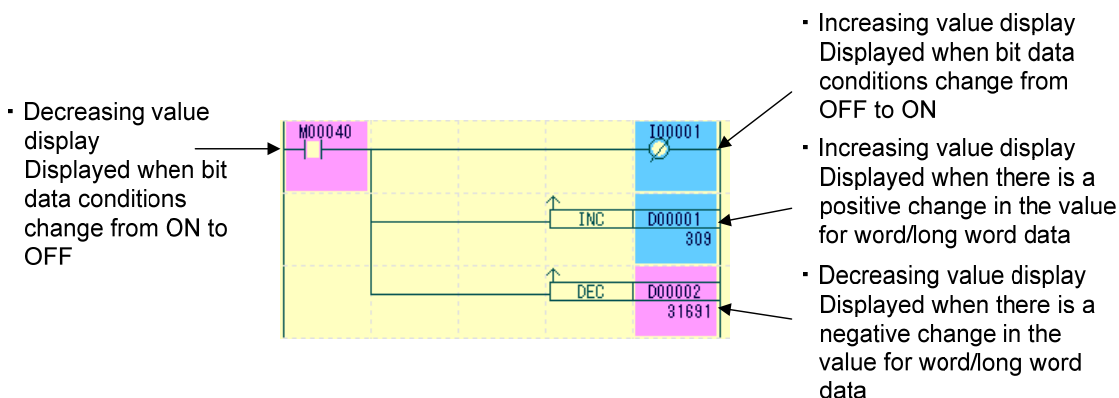 ▪ Decreasing value
display
Displayed when bit
data conditions
change from ON to
OFF
M00040
I00001
INC D00001
309
DEC D00002
31691
▪ Increasing value display
Displayed when bit data
conditions change from
OFF to ON
▪ Increasing value display
Displayed when there is a
positive change in the value
for word/long word data
▪ Decreasing value display
Displayed when there is a
negative change in the
value for word/long word
data